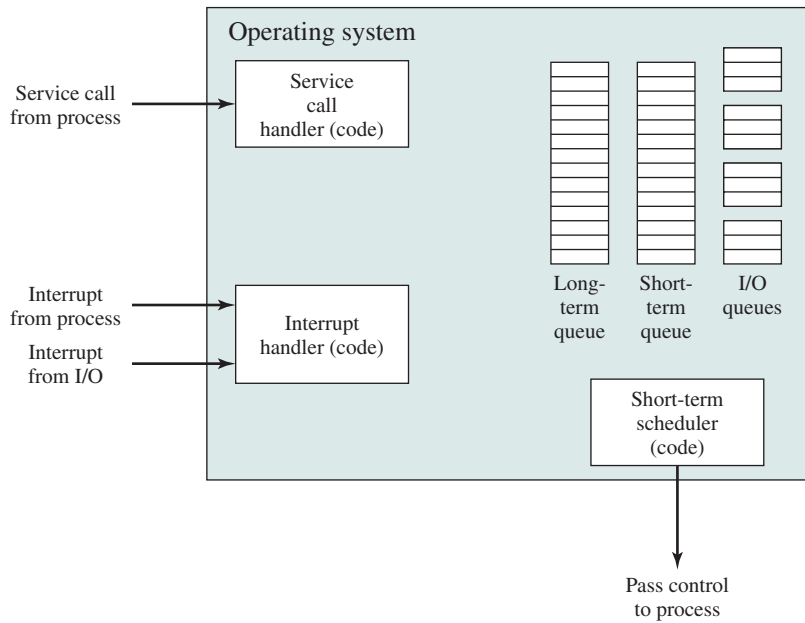 Operating system
Service call
from process
Service
call
handler (code)
Interrupt
from process
Interrupt
from I/O
Interrupt
handler (code)
Long-
term
queue
Short-
term
queue
I/O
queues
Short-term
scheduler
(code)
Pass control
to process